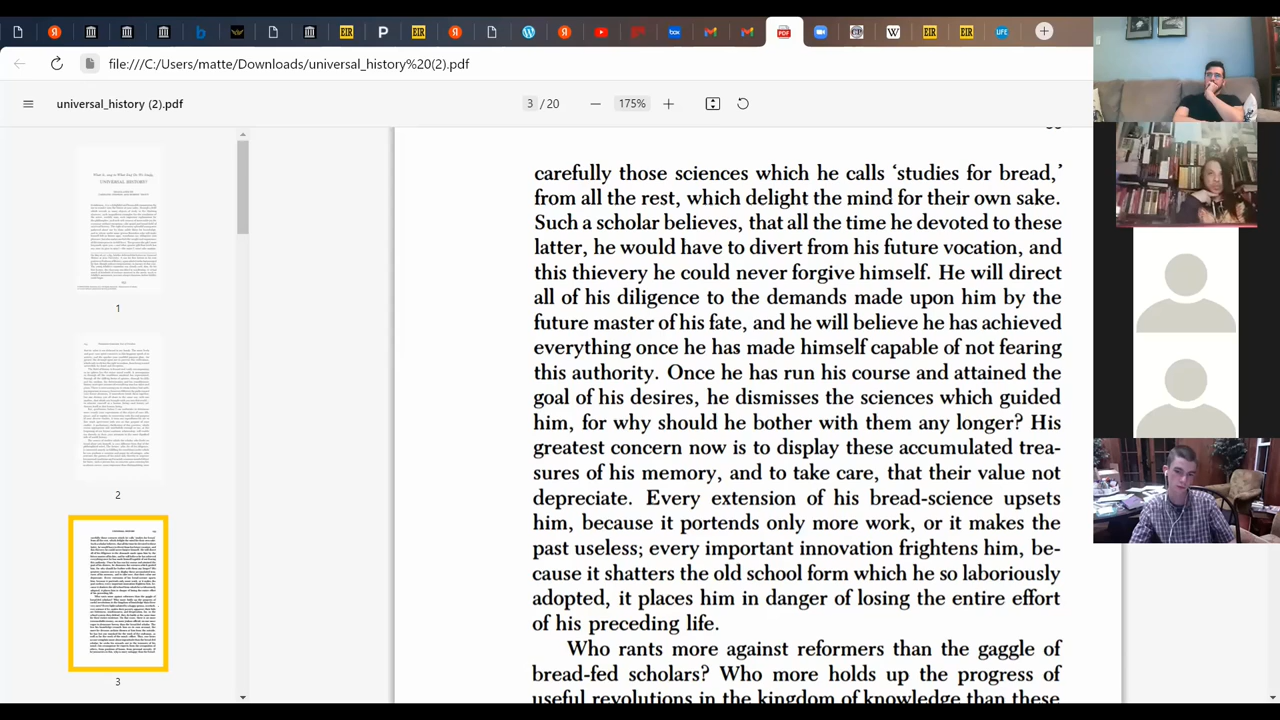 file:///C:/Users/matte/Downloads/universal_history%20(2).pdf
universal_history (2).pdf
3 / 20
175%
carefully those sciences which he calls ‘studies for bread,’
from all the rest, which delight the mind for their own sake.
Such a scholar believes, that all the time he devoted to these
latter, he would have to divert from his future vocation, and
this thievery he could never forgive himself. He will direct
all of his diligence to the demands made upon him by the
future master of his fate, and he will believe he has achieved
everything once he has made himself capable of not fearing
this authority. Once he has run his course and attained the
goal of his desires, he dismisses the sciences which guided
him, for why should he bother with them any longer? His
greatest concern now is to display these accumulated trea-
sures of his memory, and to take care, that their value not
depreciate. Every extension of his bread-science upsets
him, because it portends only more work, or it makes the
past useless; every important innovation frightens him, be-
cause it shatters the old school form which he so laboriously
adopted, it places him in danger of losing the entire effort
of his preceding life.
Who rants more against reformers than the gaggle of
bread-fed scholars? Who more holds up the progress of
useful revolutions in the kingdom of knowledge than these
UNIVERSAL HISTORY?
1
2
3